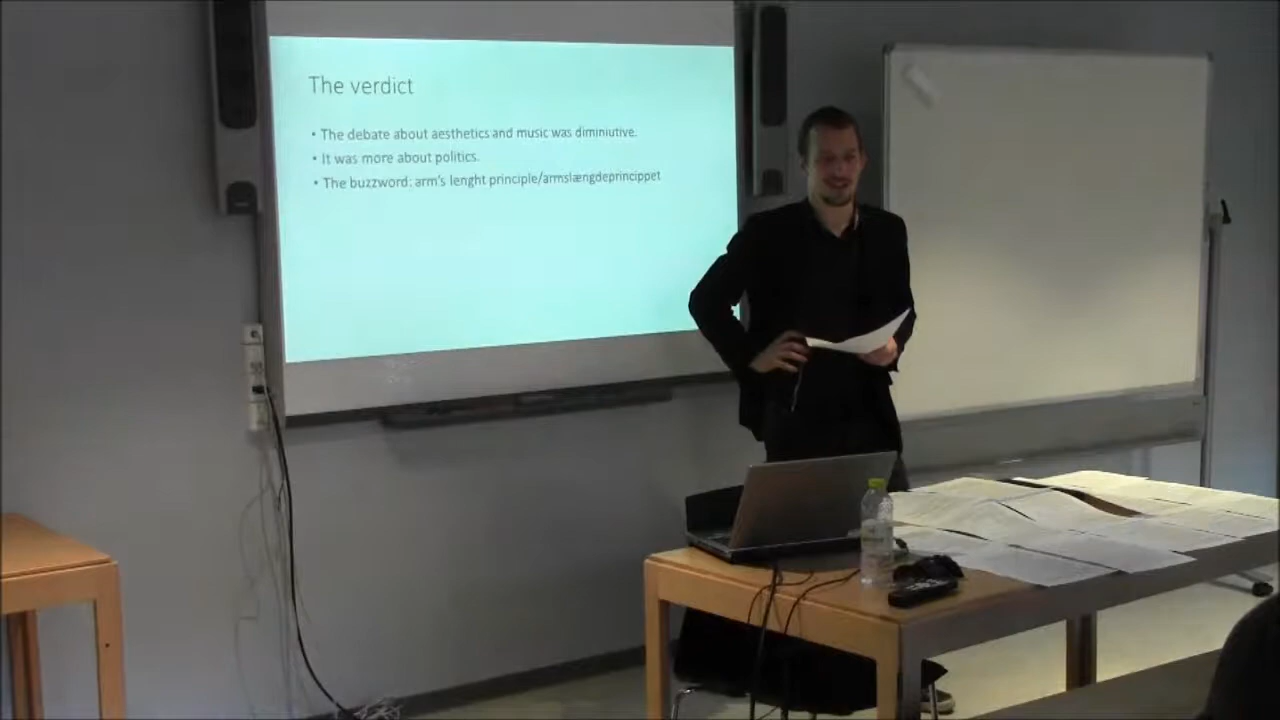 The verdict
• The debate about aesthetics and music was diminiutive.
• It was more about politics.
• The buzzword: arm's lenght principle/armslængdeprincippet